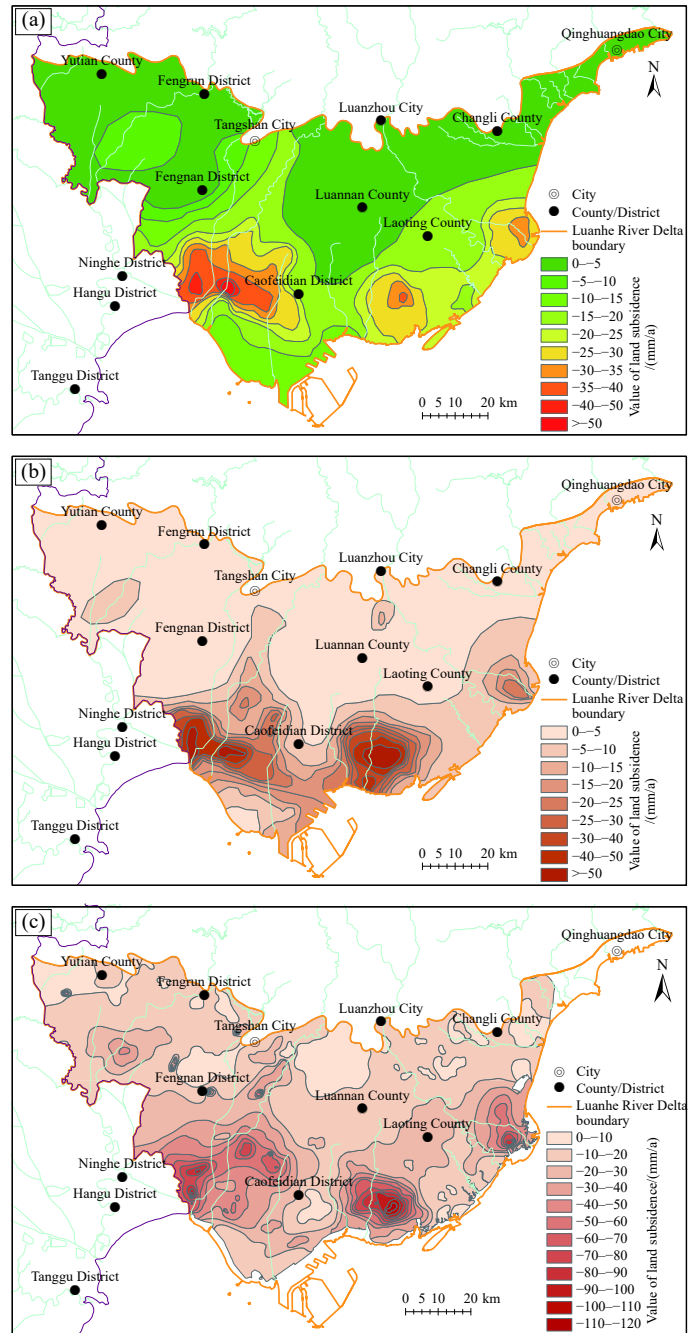 (a)
Qinghuangdao City
Yutian County
Fengrun District
N
Luanzhou City
Changli County
Tangshan City
Fengnan District
Luannan County
City
County/District
Laoting County
Luanhe River Delta
boundary
Ninghe District
Hangu District
Caofeidian District
Tanggu District
0–−5
−5–−10
−10–−15
−15–−20
−20–−25
−25–−30
−30–−35
−35–−40
−40–−50
>−50
Value of land subsidence
/(mm/a)
0 5 10 20 km
(b)
Qinghuangdao City
Yutian County
Fengrun District
N
Luanzhou City
Changli County
Tangshan City
Fengnan District
Luannan County
City
County/District
Laoting County
Luanhe River Delta
boundary
Ninghe District
Hangu District
Caofeidian District
Tanggu District
0–−5
−5–−10
−10–−15
−15–−20
−20–−25
−25–−30
−30–−40
−40–−50
>−50
Value of land subsidence
/(mm/a)
0 5 10 20 km
(c)
Qinghuangdao City
Yutian County
Fengrun District
N
Luanzhou City
Changli County
Tangshan City
Fengnan District
Luannan County
City
County/District
Laoting County
Luanhe River Delta
boundary
Ninghe District
Hangu District
Caofeidian District
Tanggu District
0–−10
−10–−20
−20–−30
−30–−40
−40–−50
−50–−60
−60–−70
−70–−80
−80–−90
−90–−100
−100–−110
−110–−120
Value of land subsidence/(mm/a)
0 5 10 20 km